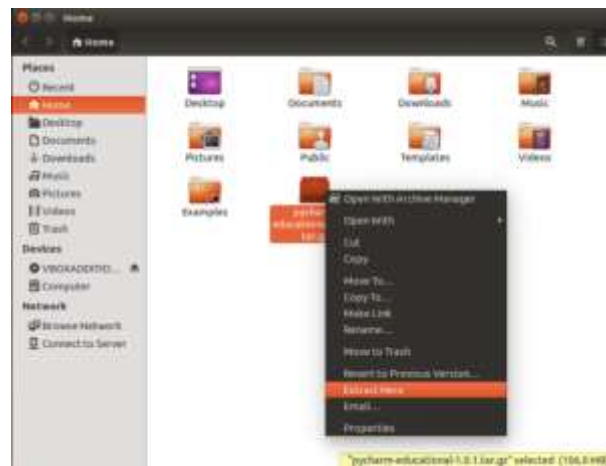 Home
Home
Places
Recent
Home
Desktop
Documents
Downloads
Music
Pictures
Videos
Trash
Devices
VBOXADDITIO...
Computer
Network
Browse Network
Connect to Server
Desktop
Documents
Downloads
Music
Pictures
Public
Templates
Videos
Examples
Open With Archive Manager
Open With
Cut
Copy
Move To...
Copy To...
Make Link
Rename...
Move to Trash
Revert to Previous Version...
Extract Here
Email...
Properties
"pycharm-educational-1.0.1.tar.gz" selected